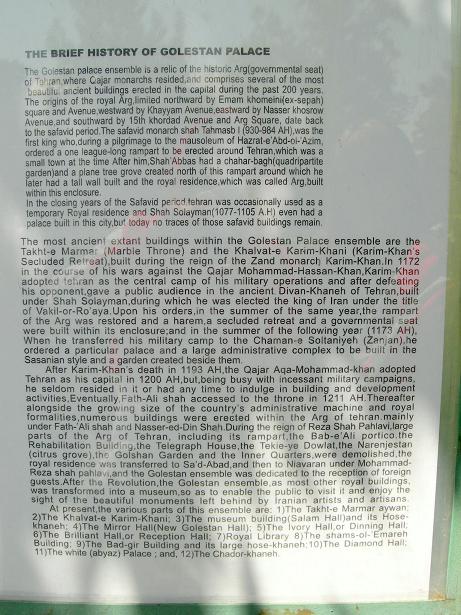 THE BRIEF HISTORY OF GOLESTAN PALACE
The Golestan palace ensemble is a relic of the historic Arg(governmental seat)
of Tehran,where Qajar monarchs resided,and comprises several of the most
beautiful ancient buildings erected in the capital during the past 200 years.
The origins of the royal Arg,limited northward by Emam khomeini(ex-sepah)
square and Avenue,westward by Khayyam Avenue,eastward by Nasser khosrow
Avenue,and southward by 15th khordad Avenue and Arg Square, date back
to the safavid period.The safavid monarch shah Tahmasb I (930-984 AH),was the
first king who,during a pilgrimage to the mausoleum of Hazrat-e'Abd-ol-'Azim,
ordered a one league-long rampart to be erected around Tehran,which was a
small town at the time After him,Shah'Abbas had a chahar-bagh(quadripartite
garden)and a plane tree grove created north of this rampart around which he
later had a tall wall built and the royal residence,which was called Arg,built
within this enclosure.
In the closing years of the Safavid period,tehran was occasionally used as a
temporary Royal residence and Shah Solayman(1077-1105 A.H) even had a
palace built in this city,but today no traces of those safavid buildings remain.
The most ancient extant buildings within the Golestan Palace ensemble are the
Takht-e Marmar (Marble Throne) and the Khalvat-e Karim-Khani (Karim-Khan's
Secluded Retreat),built during the reign of the Zand monarch Karim-Khan.In 1172
in the course of his wars against the Qajar Mohammad-Hassan-Khan,Karim-Khan
adopted tehran as the central camp of his military operations and after defeating
his opponent,gave a public audience in the ancient Divan-Khaneh of Tehran,built
under Shah Solayman,during which he was elected the king of Iran under the title
of Vakil-or-Ro'aya.Upon his orders,in the summer of the same year,the rampart
of the Arg was restored and a harem,a secluded retreat and a governmental seat
were built within its enclosure;and in the summer of the following year (1173 AH),
When he transferred his military camp to the Chaman-e Soltaniyeh (Zanjan),he
ordered a particular palace and a large administrative complex to be built in the
Sasanian style and a garden created beside them.
After Karim-Khan's death in 1193 AH,the Qajar Aqa-Mohammad-khan adopted
Tehran as his capital in 1200 AH,but,being busy with incessant military campaigns,
he seldom resided in it or had any time to indulge in building and development
activities,Eventually,Fath-Ali shah accessed to the throne in 1211 AH.Thereafter
alongside the growing size of the country's administrative machine and royal
formalities,numerous buildings were erected within the Arg of tehran.mainly
under Fath-'Ali shah and Nasser-ed-Din Shah.During the reign of Reza Shah Pahlavi,large
parts of the Arg of Tehran, including its rampart,the Bab-e'Ali portico,the
Rehabilitation Building,the Telegraph House,the Tekie-ye Dowlat,the Narenjestan
(citrus grove),the Golshan Garden and the Inner Quarters,were demolished,the
royal residence was transferred to Sa'd-Abad,and then to Niavaran under Mohammad-
Reza shah pahlavi,and the Golestan ensemble was dedicated to the reception of foreign
guests.After the Revolution,the Golestan ensemble,as most other royal buildings,
was transformed into a museum,so as to enable the public to visit it and enjoy the
sight of the beautiful monuments left behind by Iranian artists and artisans.
At present,the various parts of this ensemble are: 1)The Takht-e Marmar aywan;
2)The Khalvat-e Karim-Khani; 3)The museum building(Salam Hall)and its Hose-
khaneh; 4)The Mirror Hall(New Golestan Hall); 5)The Ivory Hall,or Dinning Hall;
6)The Brilliant Hall,or Reception Hall; 7)Royal Library 8)The shams-ol-'Emareh
Building; 9)The Bad-gir Building and its large hose-khaneh;10)The Diamond Hall;
11)The white (abyaz) Palace ; and, 12)The Chador-khaneh.